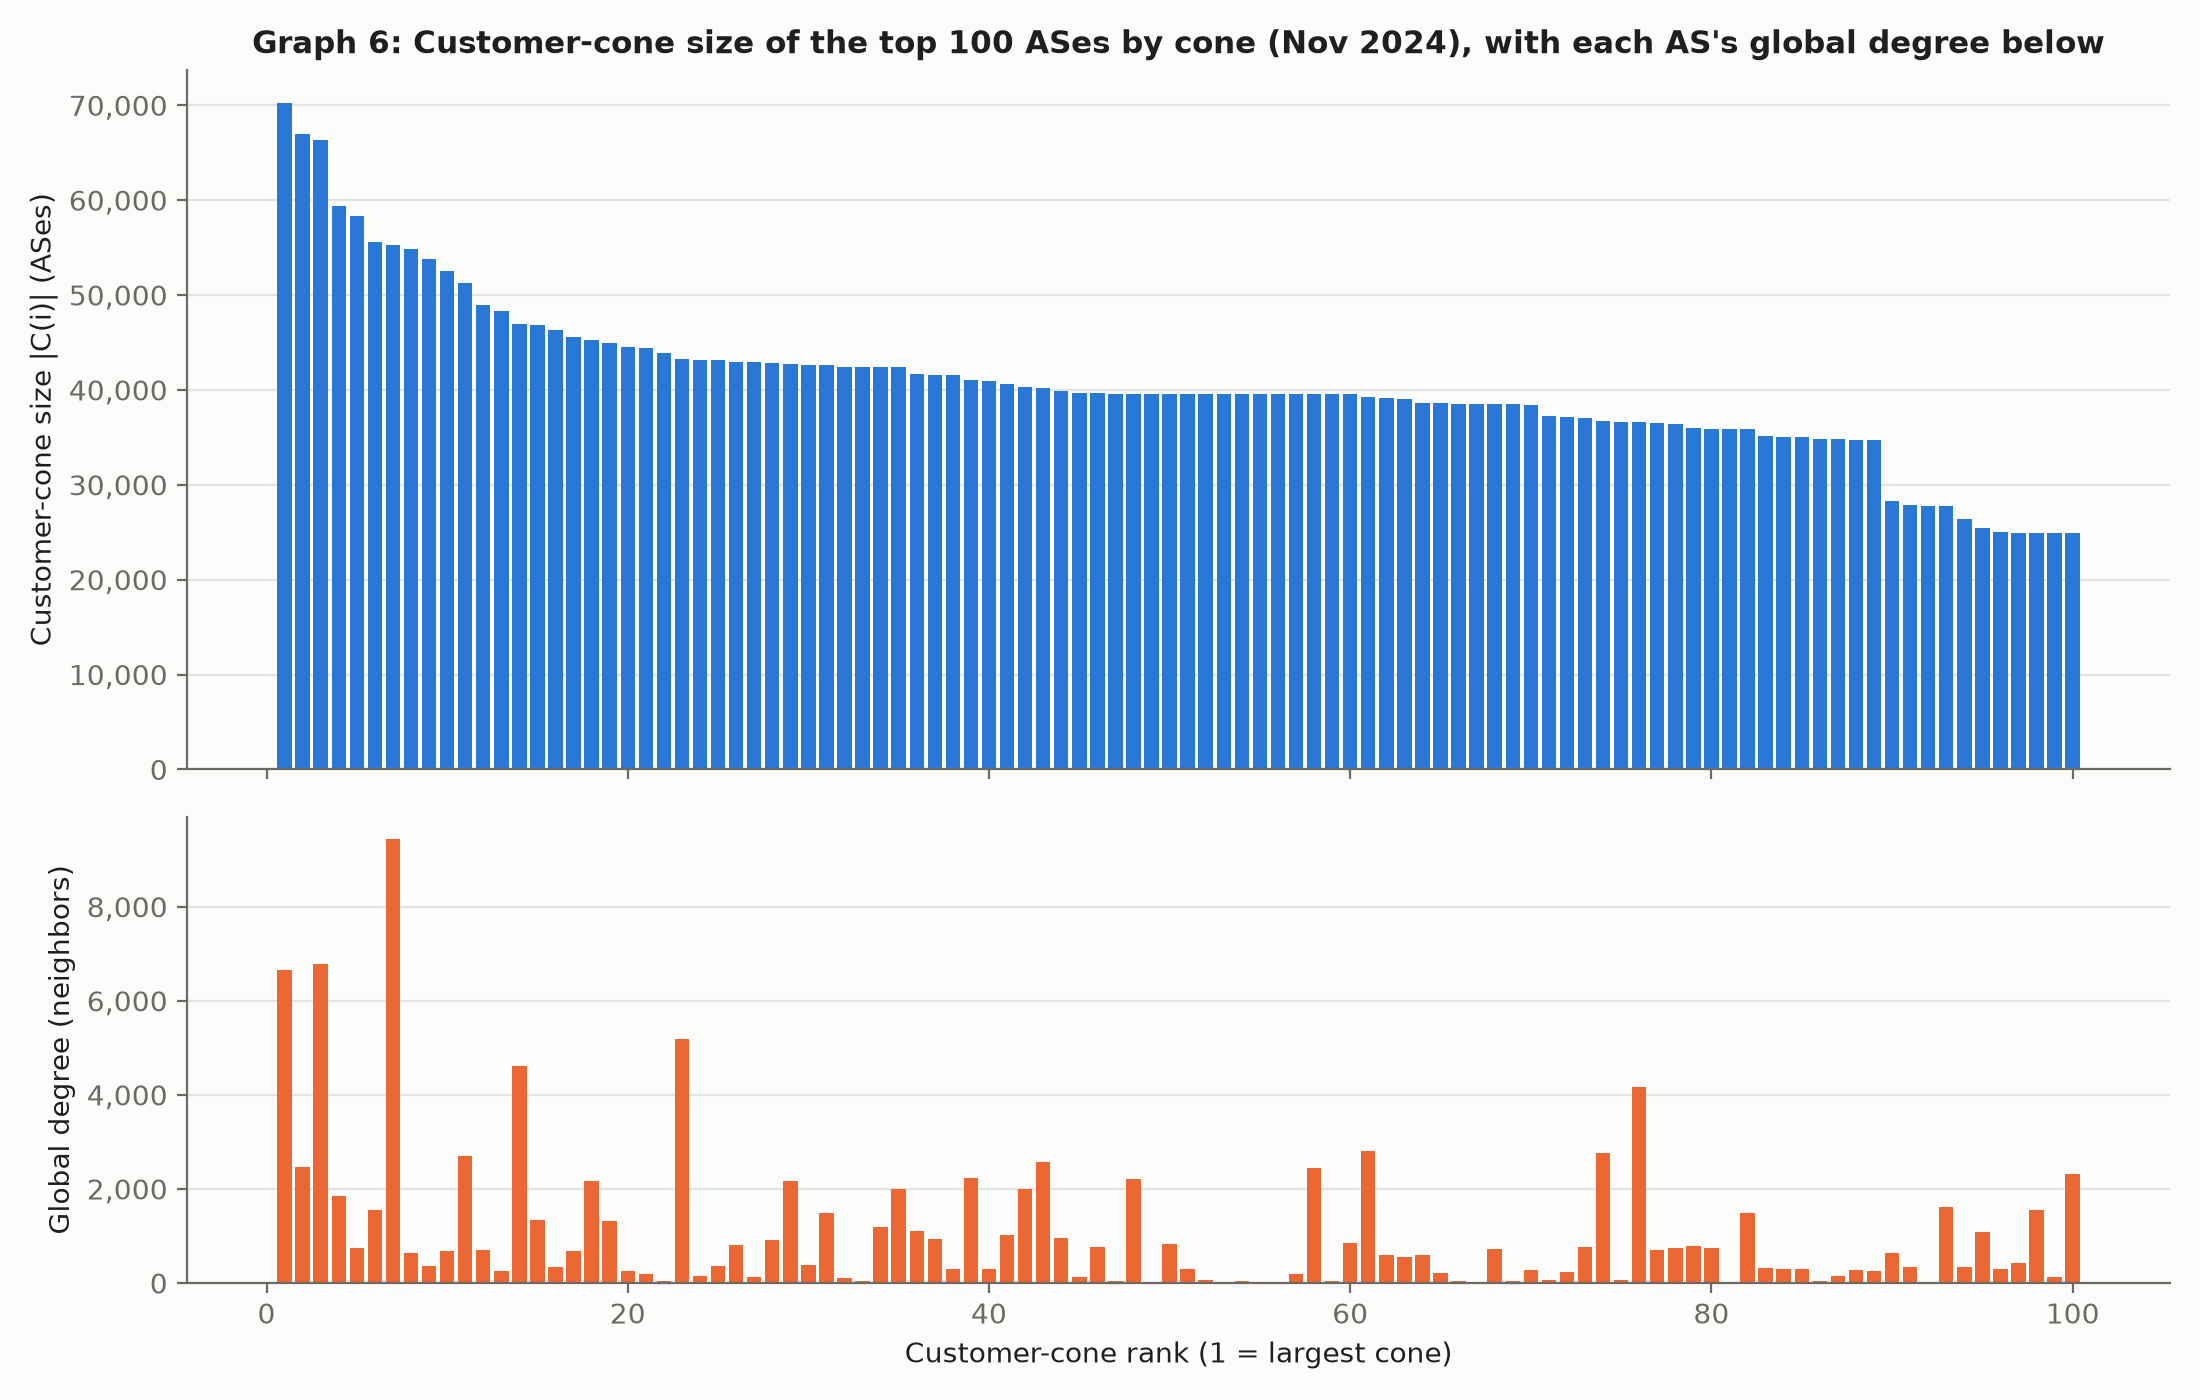 Graph 6: Customer-cone size of the top 100 ASes by cone (Nov 2024), with each AS's global degree below
Customer-cone size |C(i)| (ASes)
70,000
60,000
50,000
40,000
30,000
20,000
10,000
0
Global degree (neighbors)
8,000
6,000
4,000
2,000
0
0 20 40 60 80 100
Customer-cone rank (1 = largest cone)